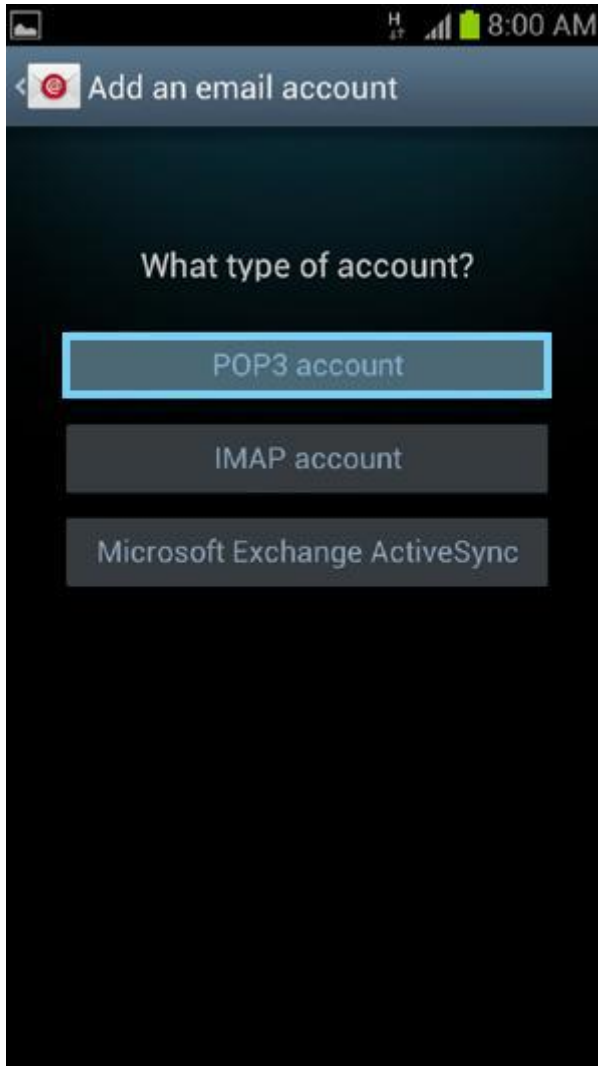 H 8:00 AM
Add an email account
What type of account?
POP3 account
IMAP account
Microsoft Exchange ActiveSync